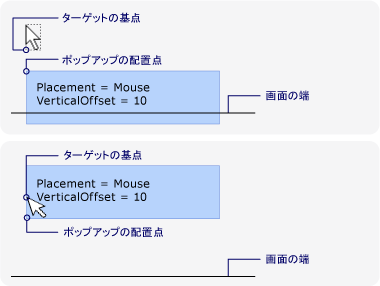 ターゲットの基点
ポップアップの配置点
Placement = Mouse
VerticalOffset = 10
画面の端
ターゲットの基点
Placement = Mouse
VerticalOffset = 10
ポップアップの配置点
画面の端